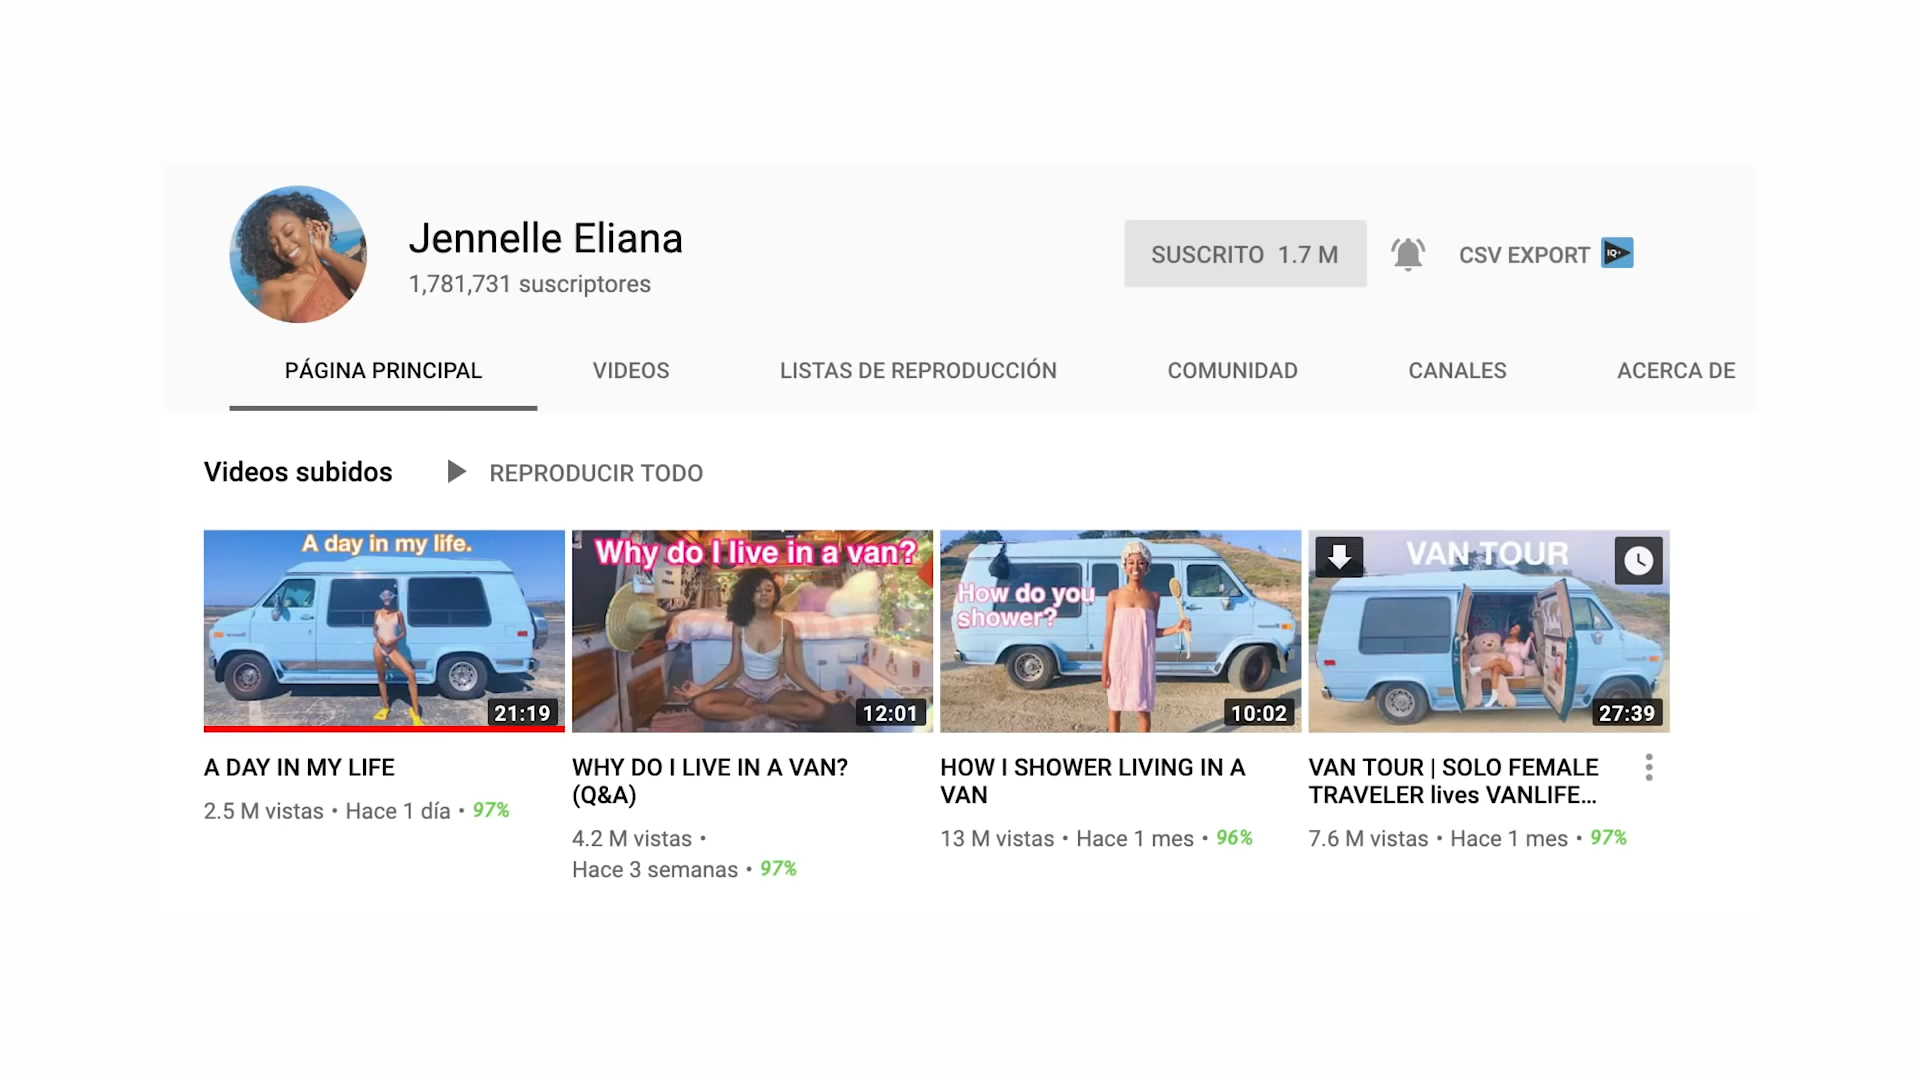 Jennelle Eliana
1,781,731 suscriptores
SUSCRITO 1.7 M
CSV EXPORT
IQ+
PÁGINA PRINCIPAL
VIDEOS
LISTAS DE REPRODUCCIÓN
COMUNIDAD
CANALES
ACERCA DE
Videos subidos
REPRODUCIR TODO
A day in my life.
21:19
Why do I live in a van?
12:01
How do you
shower?
10:02
VAN TOUR
27:39
A DAY IN MY LIFE
2.5 M vistas • Hace 1 día • 97%
WHY DO I LIVE IN A VAN?
(Q&A)
4.2 M vistas •
Hace 3 semanas • 97%
HOW I SHOWER LIVING IN A
VAN
13 M vistas • Hace 1 mes • 96%
VAN TOUR | SOLO FEMALE
TRAVELER lives VANLIFE...
7.6 M vistas • Hace 1 mes • 97%